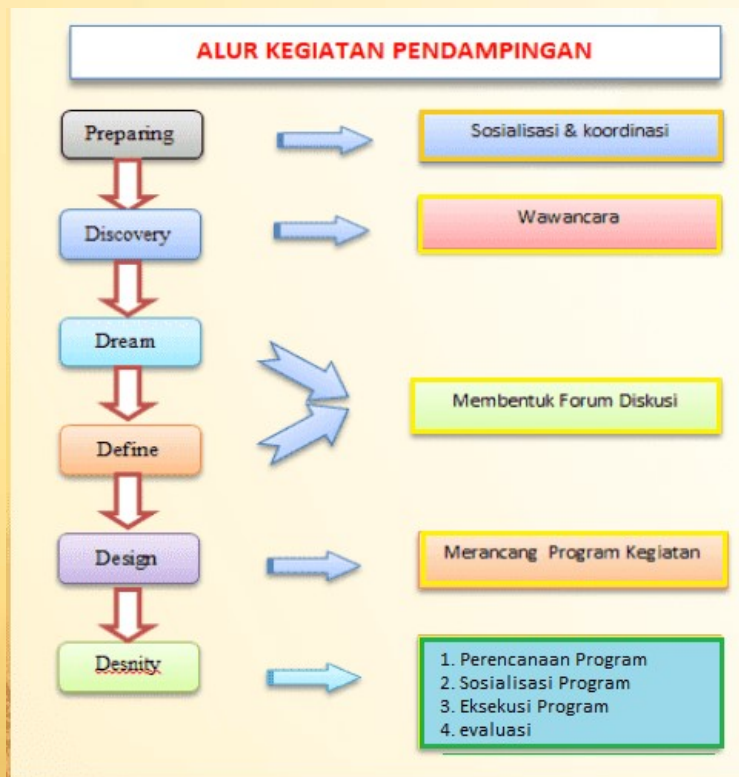 ALUR KEGIATAN PENDAMPINGAN
Preparing
Sosialisasi & koordinasi
Discovery
Wawancara
Dream
Membentuk Forum Diskusi
Define
Design
Merancang Program Kegiatan
Desnity
1. Perencanaan Program
2. Sosialisasi Program
3. Eksekusi Program
4. evaluasi